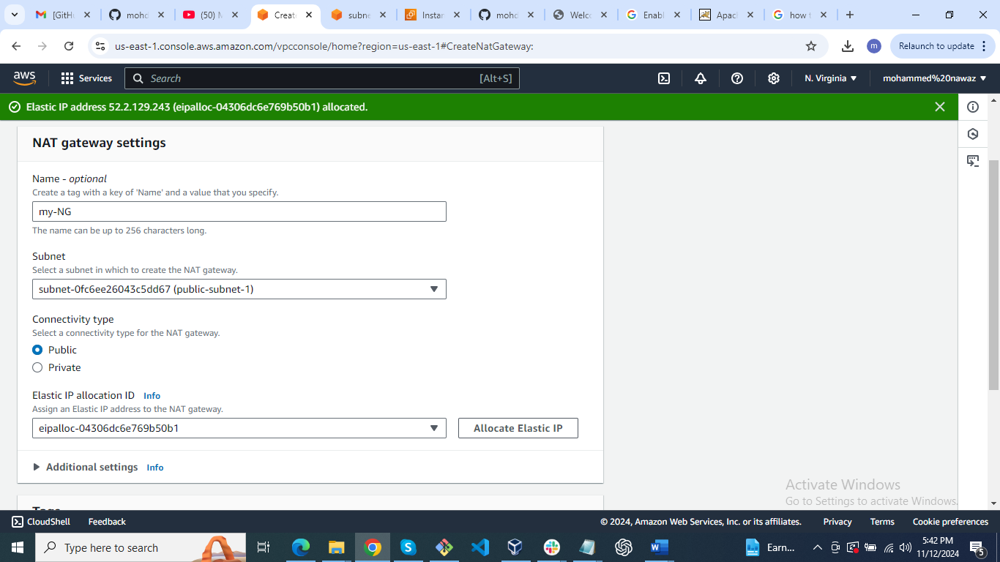 [GitHu
mohd
(50) M
Create
subne
Instan
mohd
Welco
Enabl
Apac
how t
us-east-1.console.aws.amazon.com/vpcconsole/home?region=us-east-1#CreateNatGateway:
m
Relaunch to update
aws
Services
Search
[Alt+S]
N. Virginia
mohammed%20nawaz
Elastic IP address 52.2.129.243 (eipalloc-04306dc6e769b50b1) allocated.
NAT gateway settings
Name - optional
Create a tag with a key of 'Name' and a value that you specify.
my-NG
The name can be up to 256 characters long.
Subnet
Select a subnet in which to create the NAT gateway.
subnet-0fc6ee26043c5dd67 (public-subnet-1)
Connectivity type
Select a connectivity type for the NAT gateway.
Public
Private
Elastic IP allocation ID Info
Assign an Elastic IP address to the NAT gateway.
eipalloc-04306dc6e769b50b1
Allocate Elastic IP
Additional settings Info
Tags
Activate Windows
Go to Settings to activate Windows.
CloudShell
Feedback
© 2024, Amazon Web Services, Inc. or its affiliates.
Privacy
Terms
Cookie preferences
Type here to search
Earn...
5:42 PM
11/12/2024
5